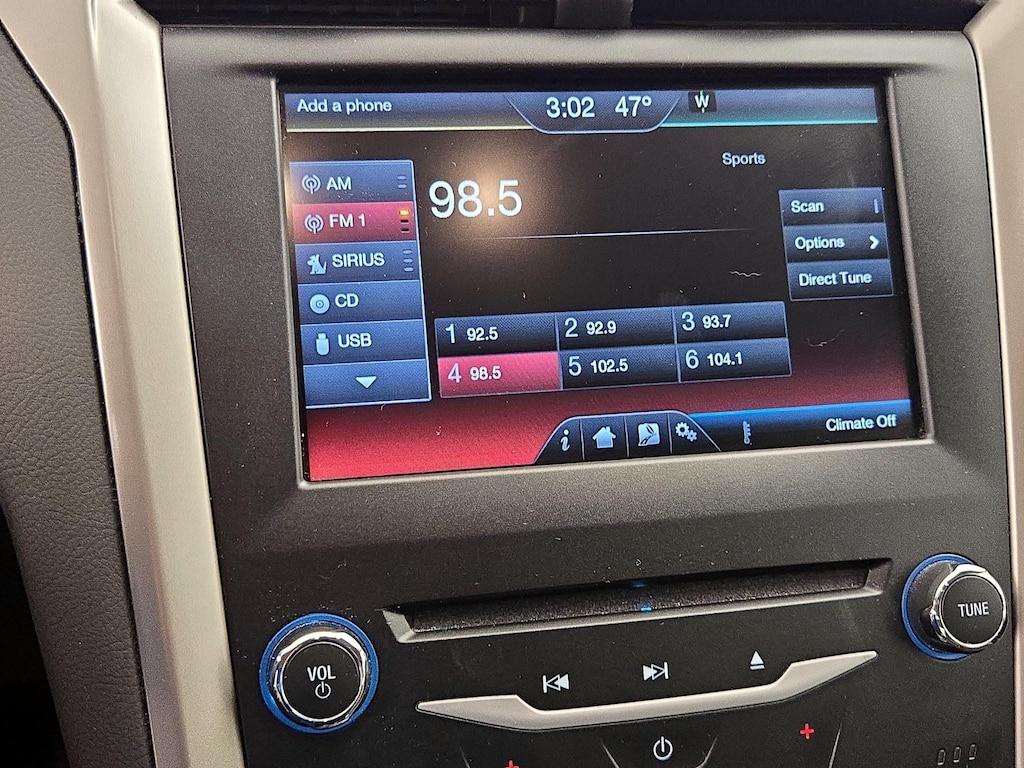 Add a phone
3:02 47° W
Sports
AM
98.5
FM 1
Scan
SIRIUS
Options
Direct Tune
CD
USB
1 92.5 2 92.9 3 93.7
4 98.5 5 102.5 6 104.1
i
Climate Off
VOL
TUNE